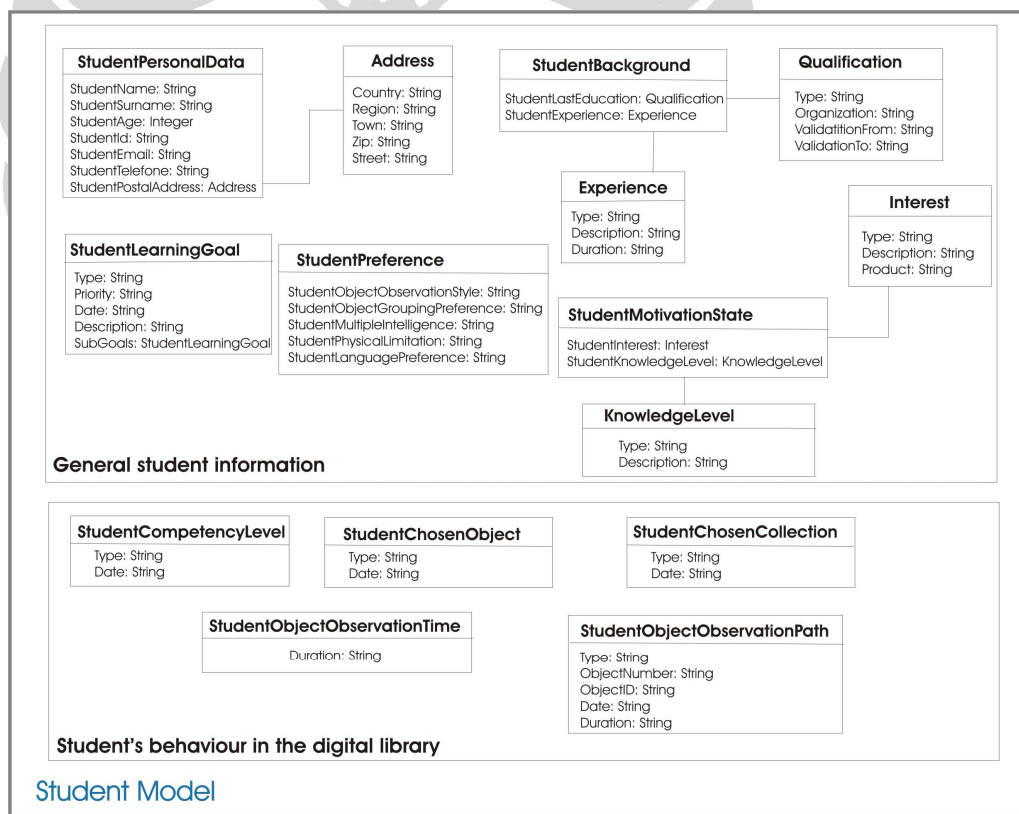 StudentPersonalData
StudentName: String
StudentSurname: String
StudentAge: Integer
StudentId: String
StudentEmail: String
StudentTelefone: String
StudentPostalAddress: Address
Address
Country: String
Region: String
Town: String
Zip: String
Street: String
StudentBackground
StudentLastEducation: Qualification
StudentExperience: Experience
Qualification
Type: String
Organization: String
ValidatitionFrom: String
ValidationTo: String
Experience
Type: String
Description: String
Duration: String
Interest
Type: String
Description: String
Product: String
StudentLearningGoal
Type: String
Priority: String
Date: String
Description: String
SubGoals: StudentLearningGoal
StudentPreference
StudentObjectObservationStyle: String
StudentObjectGroupingPreference: String
StudentMultipleIntelligence: String
StudentPhysicalLimitation: String
StudentLanguagePreference: String
StudentMotivationState
StudentInterest: Interest
StudentKnowledgeLevel: KnowledgeLevel
KnowledgeLevel
Type: String
Description: String
General student information
StudentCompetencyLevel
Type: String
Date: String
StudentChosenObject
Type: String
Date: String
StudentChosenCollection
Type: String
Date: String
StudentObjectObservationTime
Duration: String
StudentObjectObservationPath
Type: String
ObjectNumber: String
ObjectID: String
Date: String
Duration: String
Student's behaviour in the digital library
Student Model